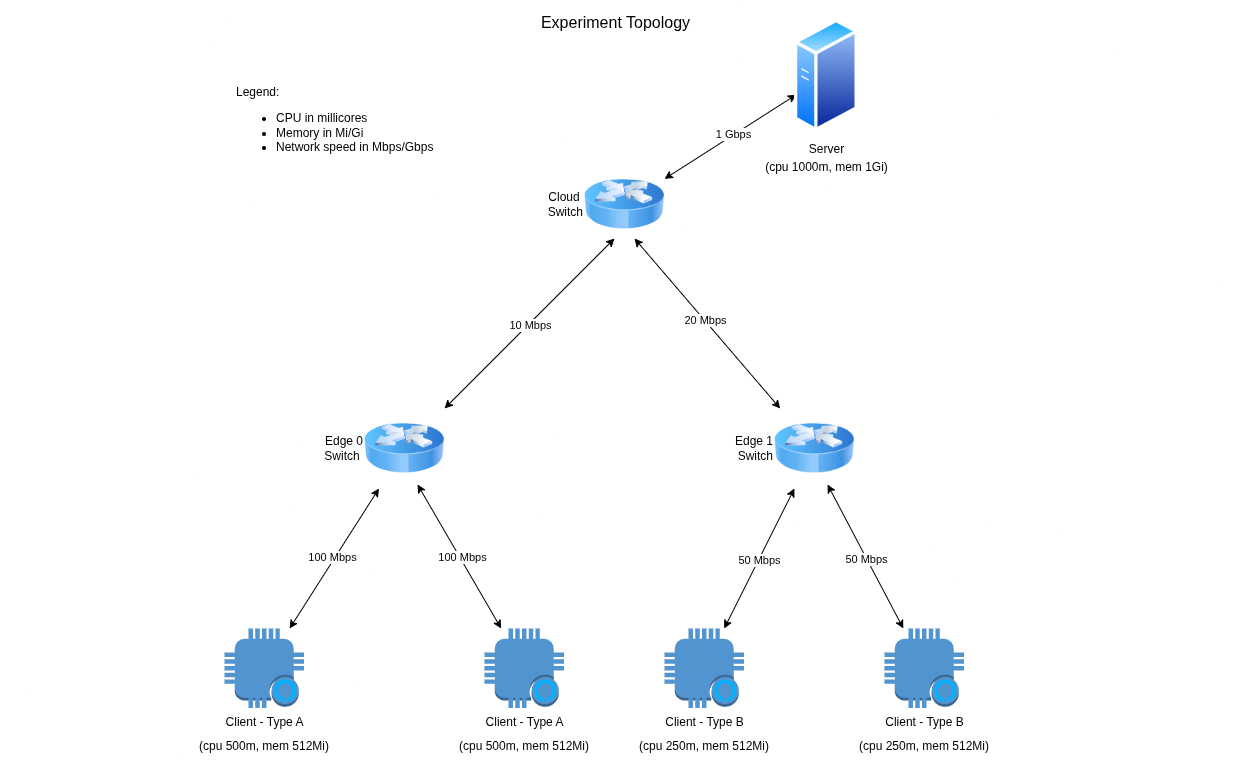 Experiment Topology
Legend:
CPU in millicores
Memory in Mi/Gi
Network speed in Mbps/Gbps
1 Gbps
Server
(cpu 1000m, mem 1Gi)
Cloud
Switch
10 Mbps
20 Mbps
Edge 0
Switch
Edge 1
Switch
100 Mbps
100 Mbps
50 Mbps
50 Mbps
Client - Type A
(cpu 500m, mem 512Mi)
Client - Type A
(cpu 500m, mem 512Mi)
Client - Type B
(cpu 250m, mem 512Mi)
Client - Type B
(cpu 250m, mem 512Mi)